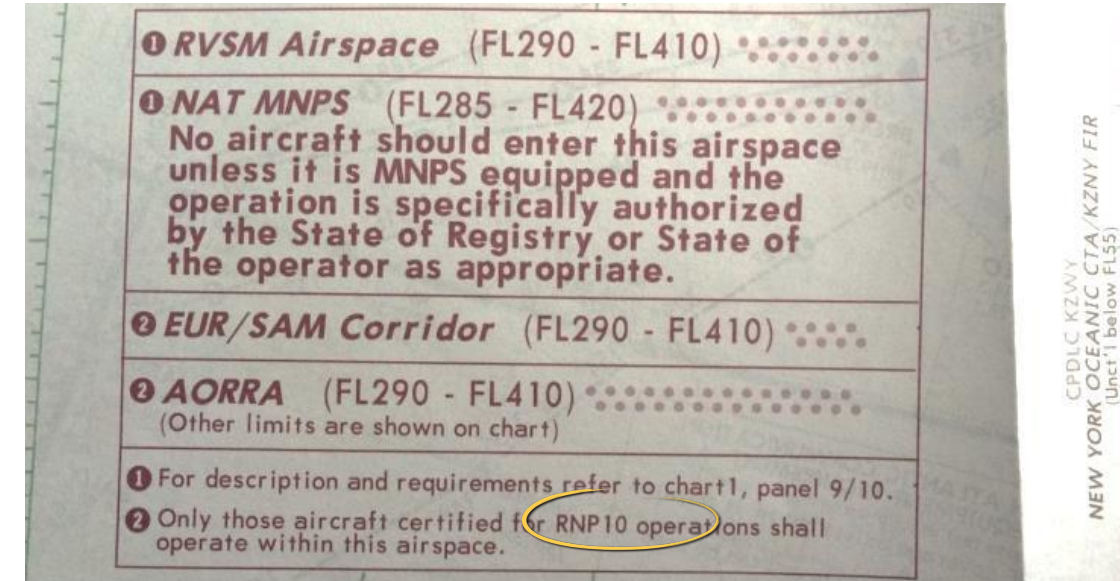 ❶ RVSM Airspace (FL290 - FL410)
❶ NAT MNPS (FL285 - FL420)
No aircraft should enter this airspace
unless it is MNPS equipped and the
operation is specifically authorized
by the State of Registry or State of
the operator as appropriate.
❷ EUR/SAM Corridor (FL290 - FL410)
❷ AORRA (FL290 - FL410)
(Other limits are shown on chart)
❶ For description and requirements refer to chart1, panel 9/10.
❷ Only those aircraft certified for RNP10 operations shall
operate within this airspace.
CPDLC KZWY
NEW YORK OCEANIC CTA/KZNY FIR
(Unct'l below FL55)